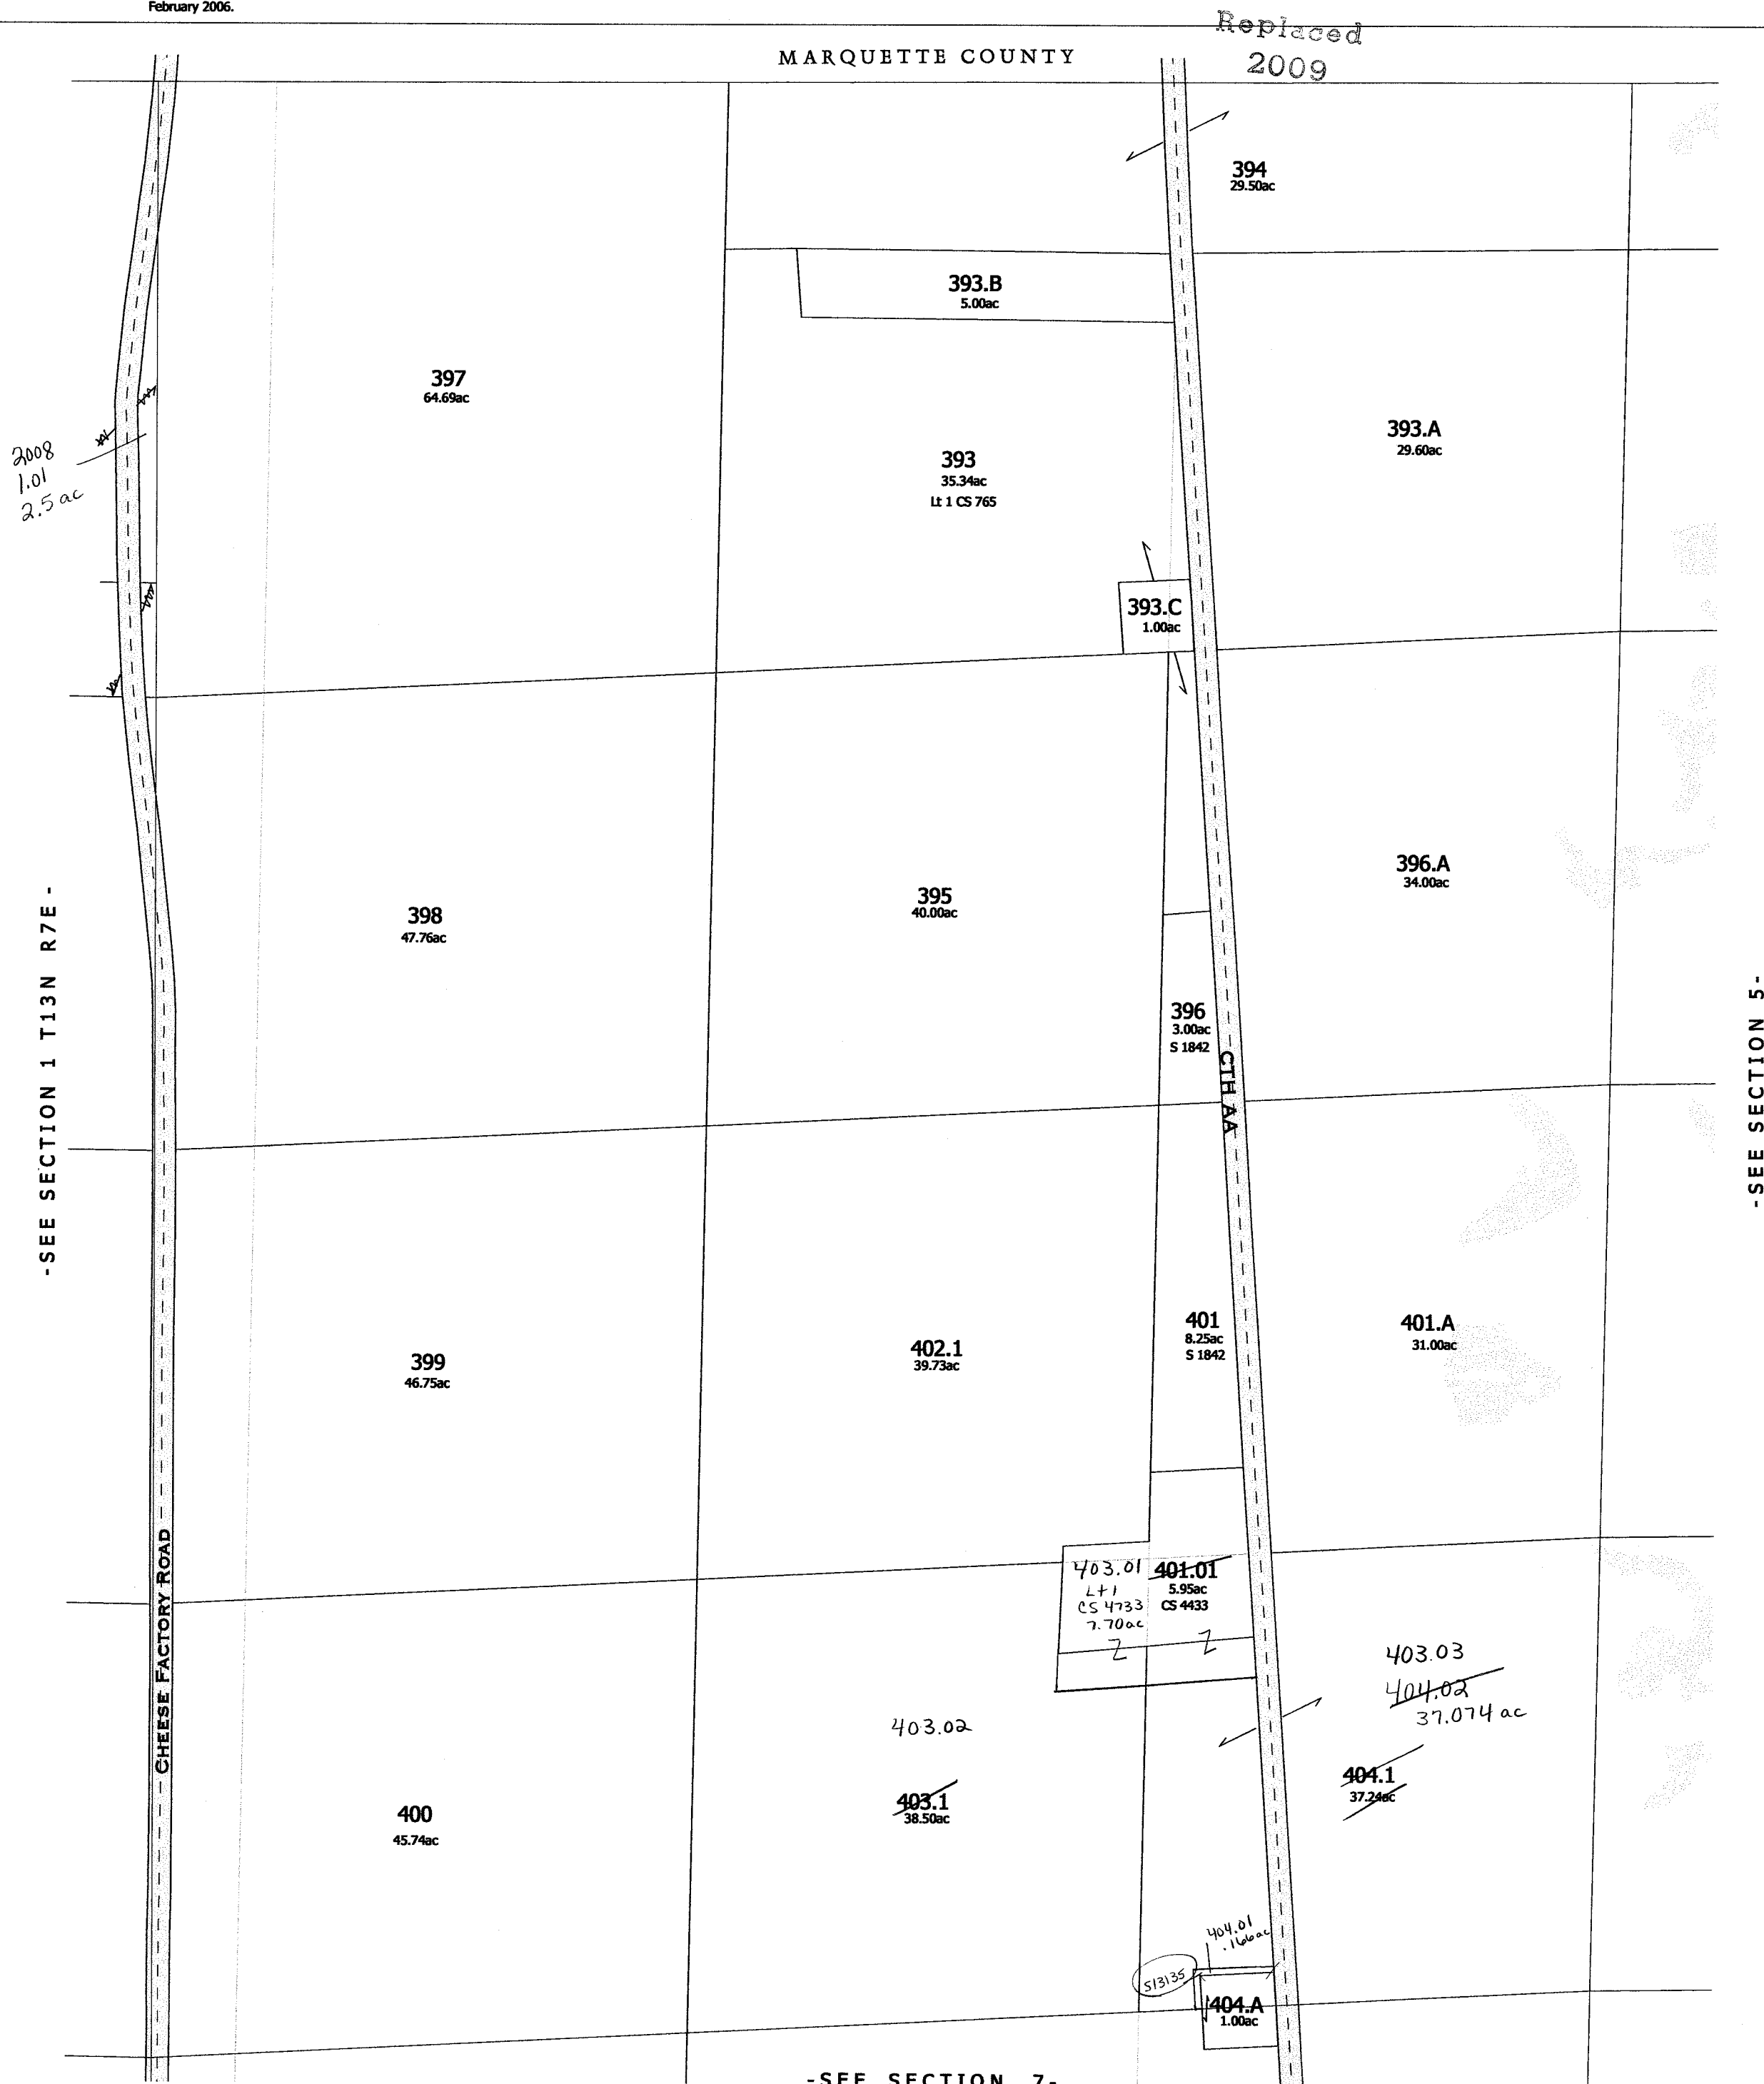 February 2006.
Replaced
2009
MARQUETTE COUNTY
394
29.50ac
393.B
5.00ac
397
64.69ac
393.A
29.60ac
2008
1.01
2.5 ac
393
35.34ac
Lt 1 CS 765
393.C
1.00ac
396.A
34.00ac
395
40.00ac
398
47.76ac
-SEE SECTION 1 T13N R7E-
-SEE SECTION 5-
396
3.00ac
S 1842
CTH AA
401
8.25ac
S 1842
401.A
31.00ac
402.1
39.73ac
399
46.75ac
CHEESE FACTORY ROAD
403.01
Lt 1
CS 4733
7.70ac
401.01
5.95ac
CS 4433
403.03
404.02
37.074 ac
403.02
404.1
37.24ac
403.1
38.50ac
400
45.74ac
404.01
.166ac
513135
404.A
1.00ac
-SEE SECTION 7-